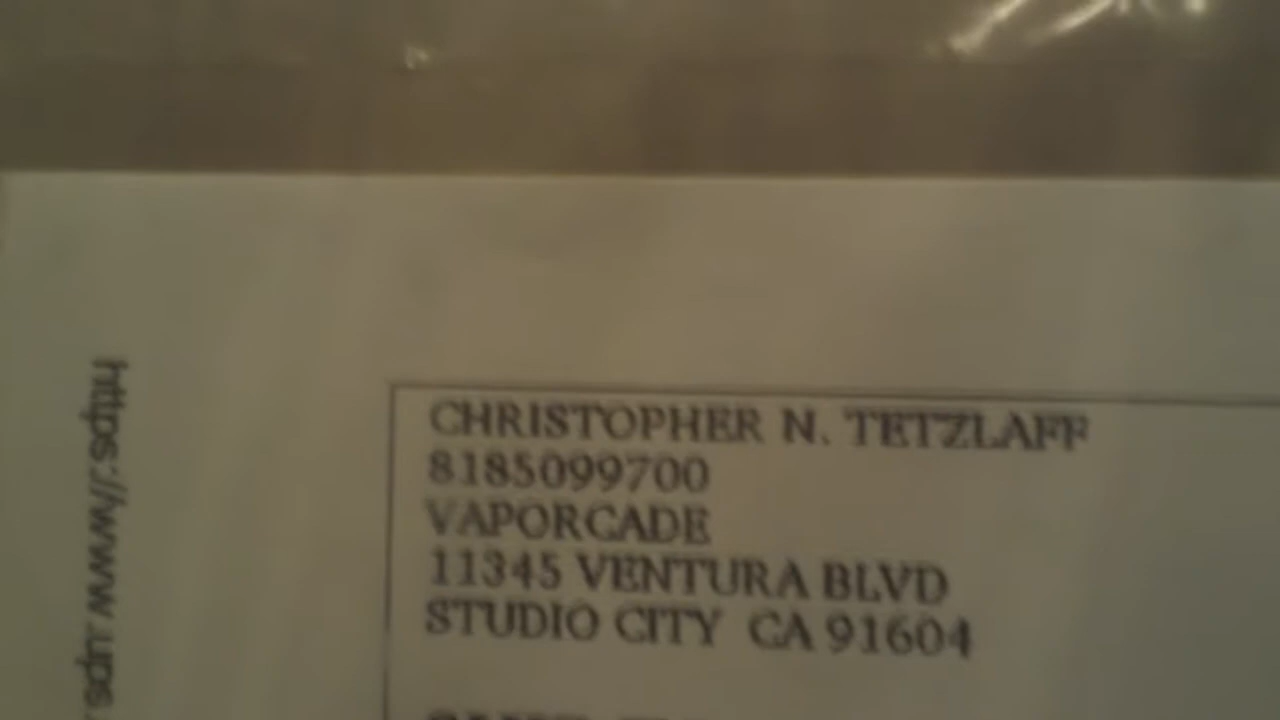 CHRISTOPHER N. TETZLAFF
8185099700
VAPORCADE
11345 VENTURA BLVD
STUDIO CITY CA 91604
https://www.ups.